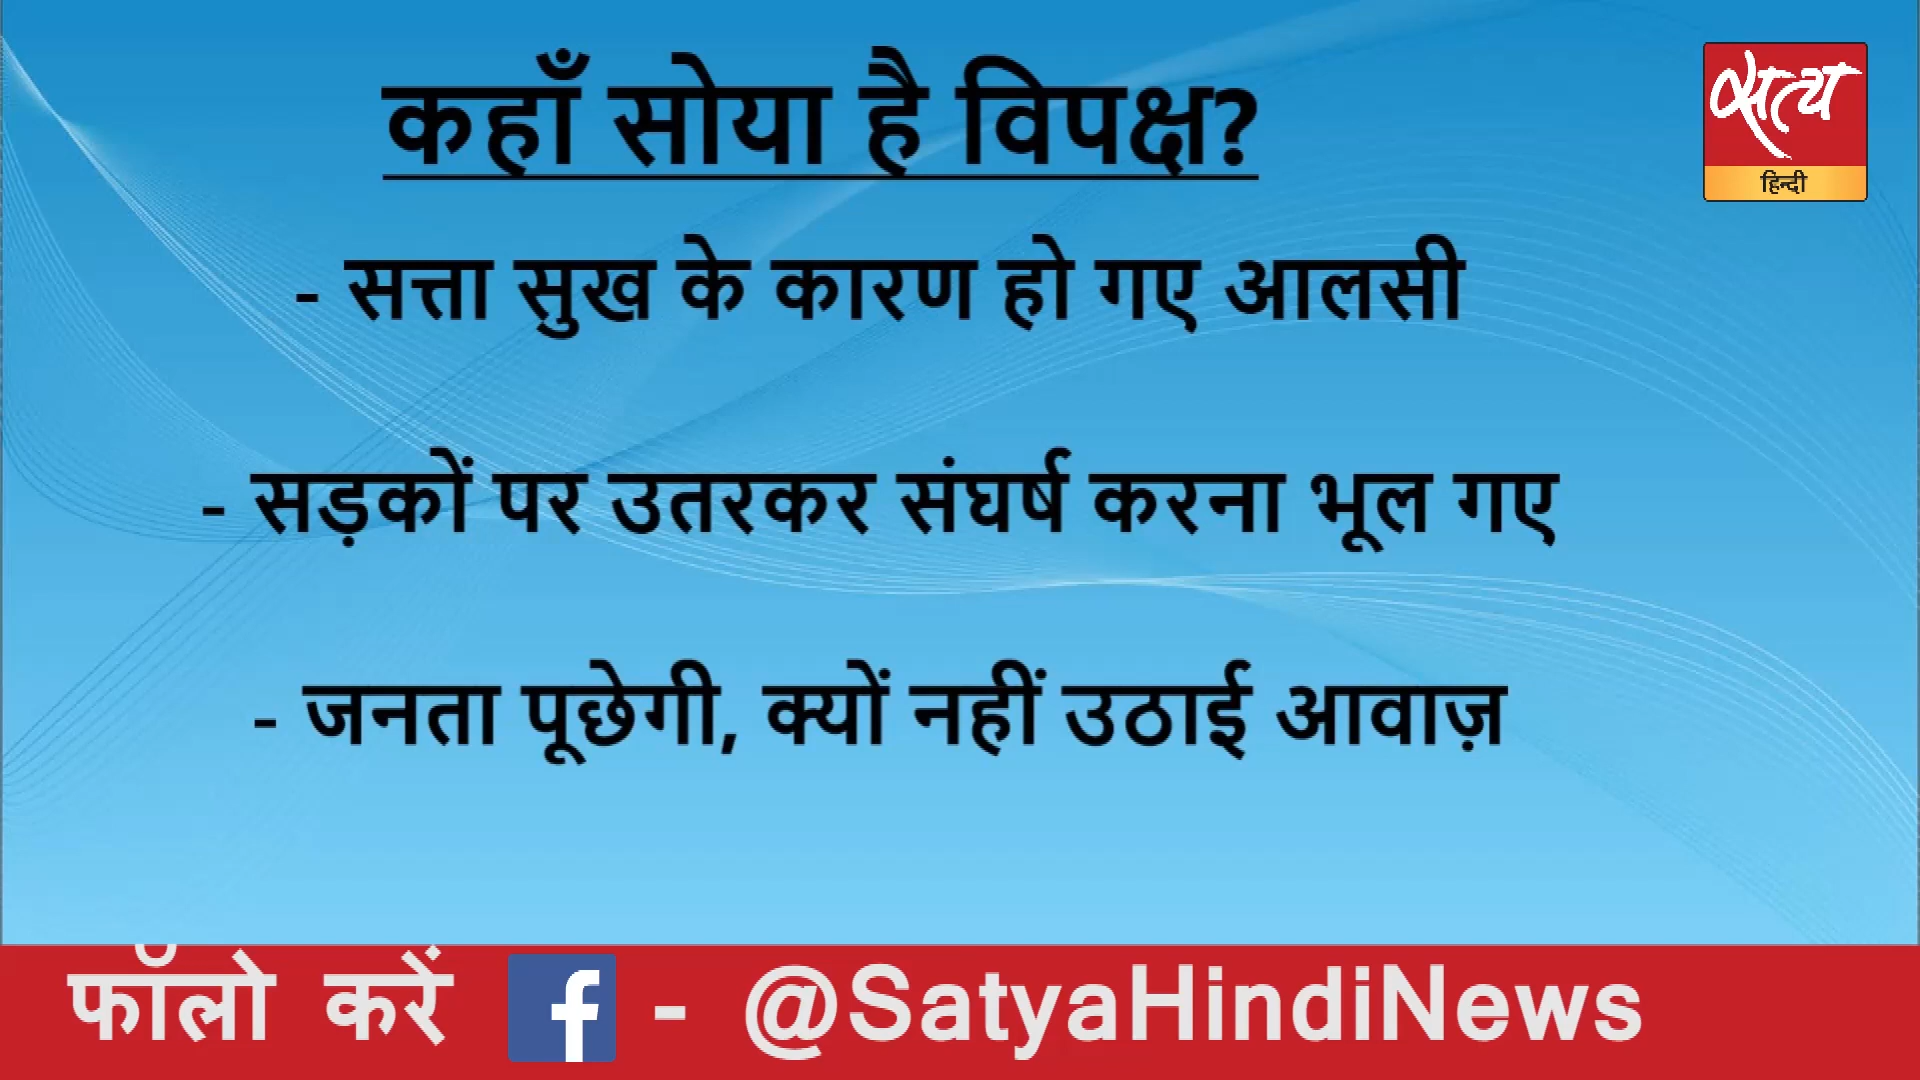 कहाँ सोया है विपक्ष?
सत्य
हिन्दी
- सत्ता सुख के कारण हो गए आलसी
- सड़कों पर उतरकर संघर्ष करना भूल गए
- जनता पूछेगी, क्यों नहीं उठाई आवाज़
फॉलो करें f - @SatyaHindiNews